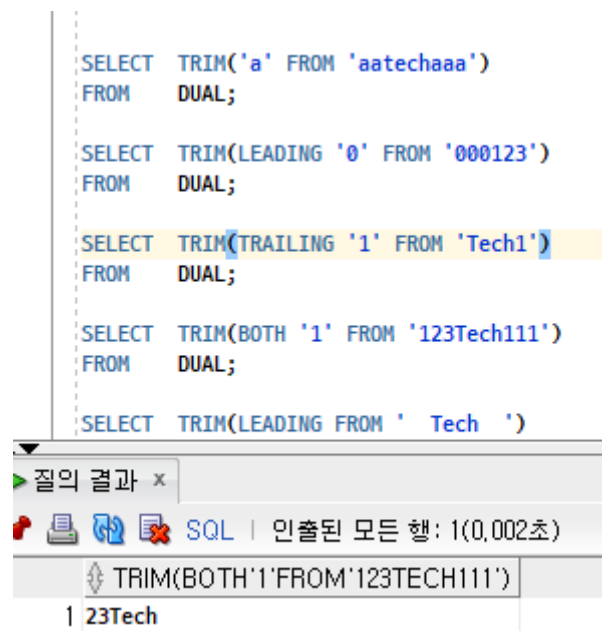 SELECT TRIM('a' FROM 'aatechaaa')
FROM DUAL;
SELECT TRIM(LEADING '0' FROM '000123')
FROM DUAL;
SELECT TRIM(TRAILING '1' FROM 'Tech1')
FROM DUAL;
SELECT TRIM(BOTH '1' FROM '123Tech111')
FROM DUAL;
SELECT TRIM(LEADING FROM '  Tech  ')
질의 결과 x
SQL | 인출된 모든 행: 1(0,002초)
TRIM(BOTH'1'FROM'123TECH111')
1 23Tech